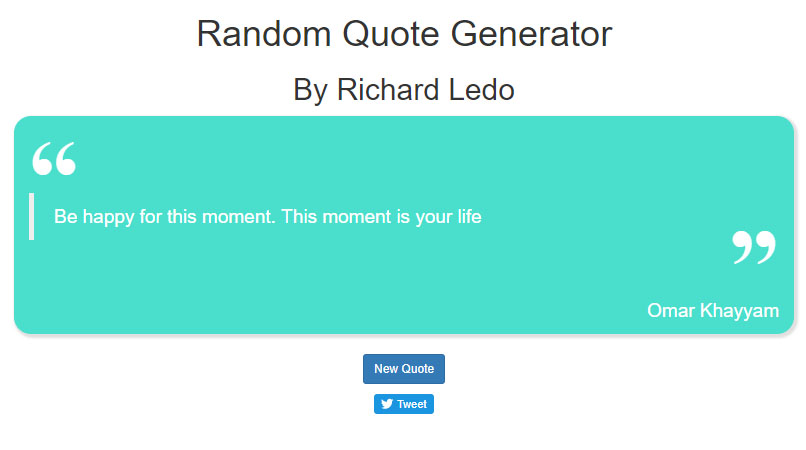 Random Quote Generator
By Richard Ledo
“
Be happy for this moment. This moment is your life
”
Omar Khayyam
New Quote
Tweet